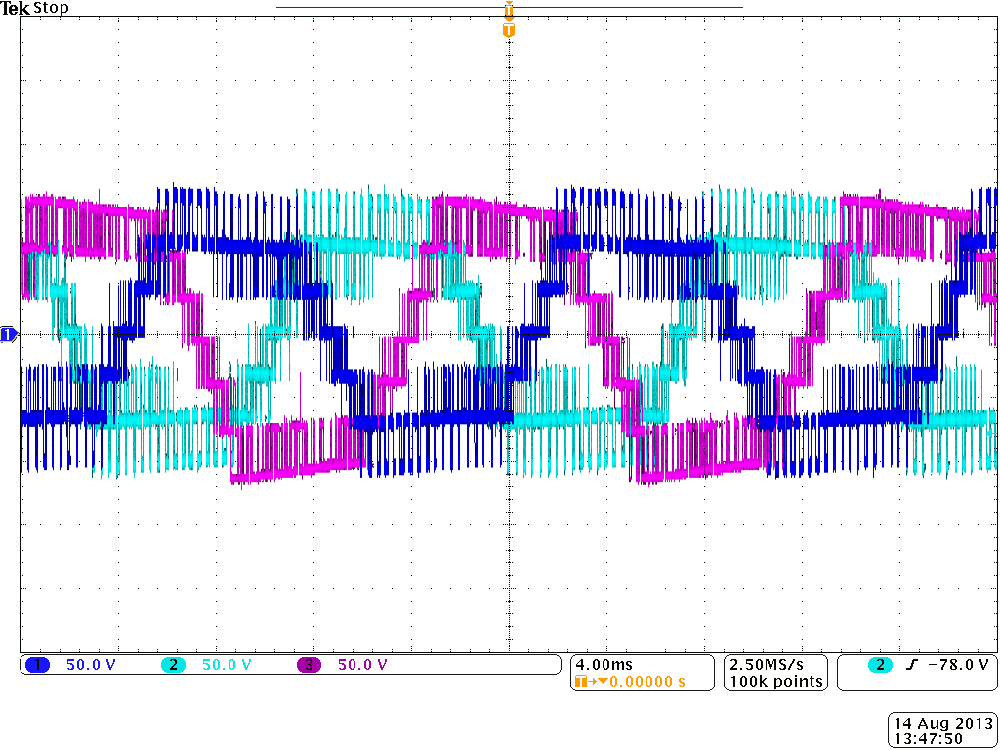 Tek Stop
T
T
1
1 50.0 V 2 50.0 V 3 50.0 V
4.00ms
T→▼0.00000 s
2.50MS/s
100k points
2 −78.0 V
14 Aug 2013
13:47:50